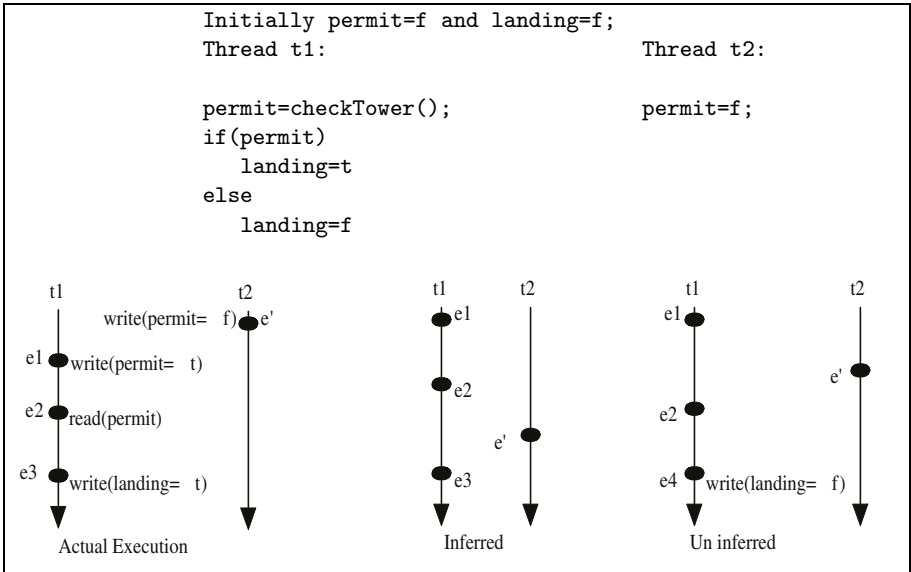 Initially permit=f and landing=f;
Thread t1: Thread t2:
permit=checkTower(); permit=f;
if(permit)
landing=t
else
landing=f
t1 t2 t1 t2 t1 t2
write(permit= f) e' e1 e1
e1 write(permit= t) e'
e2 read(permit) e2 e2
e'
e3 write(landing= t) e3 e4 write(landing= f)
Actual Execution Inferred Un inferred